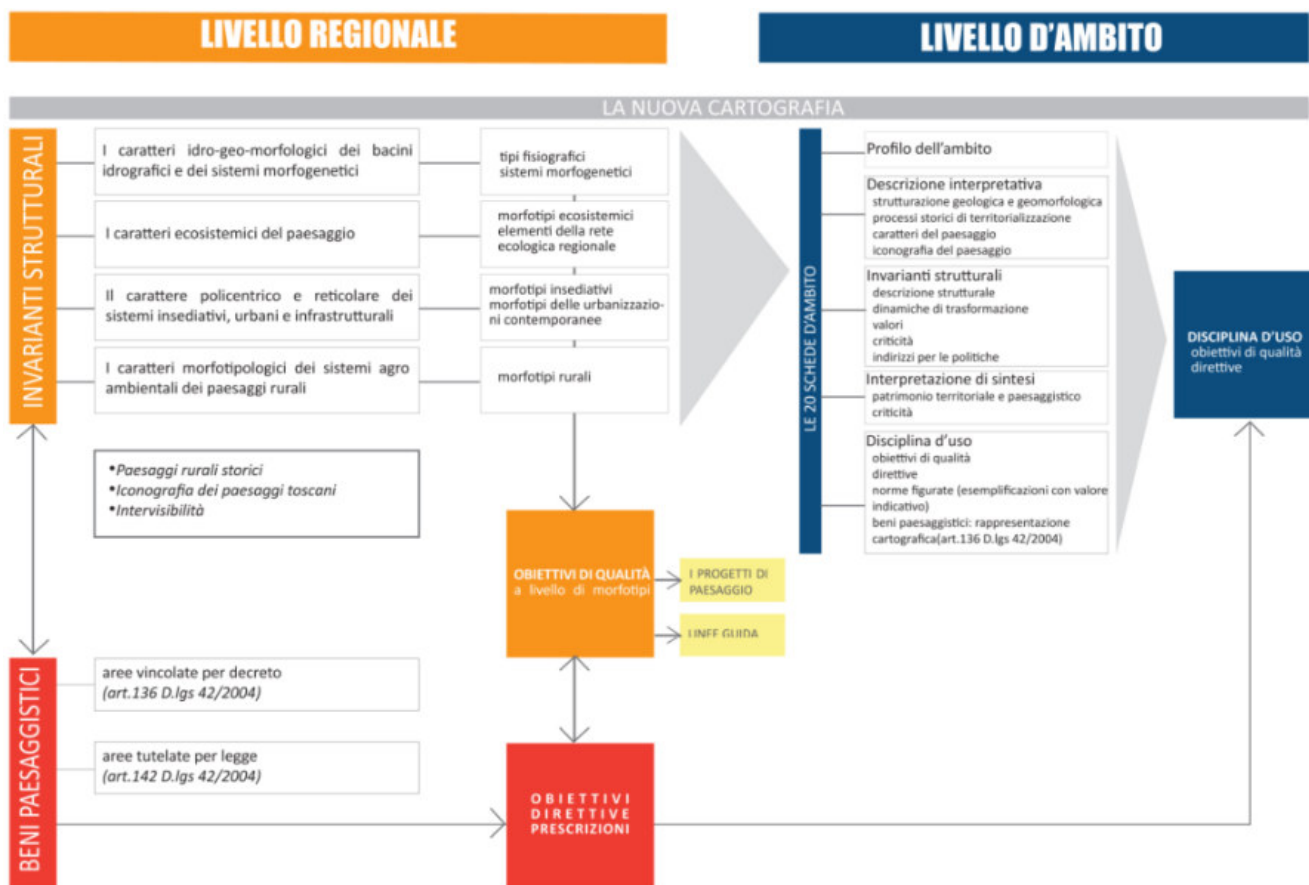 LIVELLO REGIONALE
LIVELLO D'AMBITO
LA NUOVA CARTOGRAFIA
INVARIANTI STRUTTURALI
I caratteri idro-geo-morfologici dei bacini
idrografici e dei sistemi morfogenetici
tipi fisiografici
sistemi morfogenetici
I caratteri ecosistemici del paesaggio
morfotipi ecosistemici
elementi della rete
ecologica regionale
Il carattere policentrico e reticolare dei
sistemi insediativi, urbani e infrastrutturali
morfotipi insediativi
morfotipi delle urbanizzazio-
ni contemporanee
I caratteri morfotipologici dei sistemi agro
ambientali dei paesaggi rurali
morfotipi rurali
•Paesaggi rurali storici
•Iconografia dei paesaggi toscani
•Intervisibilità
OBIETTIVI DI QUALITÀ
a livello di morfotipi
I PROGETTI DI
PAESAGGIO
LINEE GUIDA
BENI PAESAGGISTICI
aree vincolate per decreto
(art.136 D.lgs 42/2004)
aree tutelate per legge
(art.142 D.lgs 42/2004)
OBIETTIVI
DIRETTIVE
PRESCRIZIONI
LE 20 SCHEDE D'AMBITO
Profilo dell'ambito
Descrizione interpretativa
strutturazione geologica e geomorfologica
processi storici di territorializzazione
caratteri del paesaggio
iconografia del paesaggio
Invarianti strutturali
descrizione strutturale
dinamiche di trasformazione
valori
criticità
indirizzi per le politiche
Interpretazione di sintesi
patrimonio territoriale e paesaggistico
criticità
Disciplina d'uso
obiettivi di qualità
direttive
norme figurate (esemplificazioni con valore
indicativo)
beni paesaggistici: rappresentazione
cartografica(art.136 D.lgs 42/2004)
DISCIPLINA D'USO
obiettivi di qualità
direttive